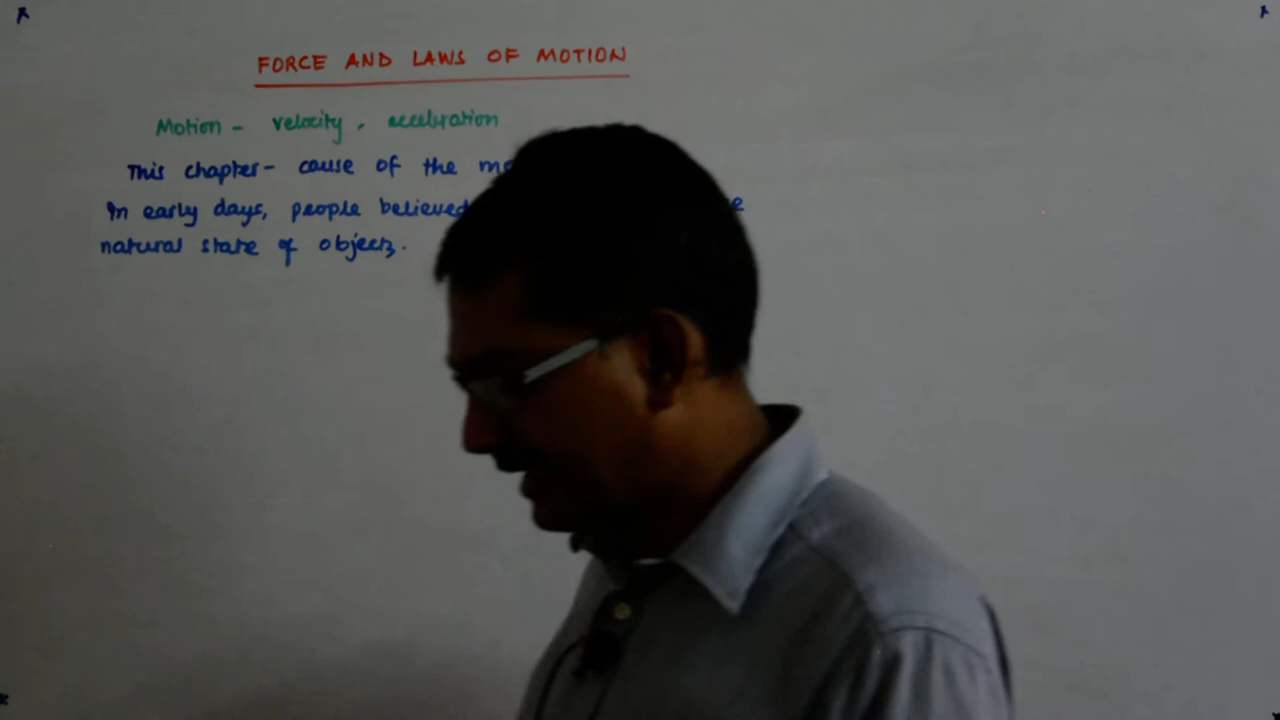 FORCE AND LAWS OF MOTION
Motion - velocity, acceleration
This chapter - cause of the mo
In early days, people believed e
natural state of objects.